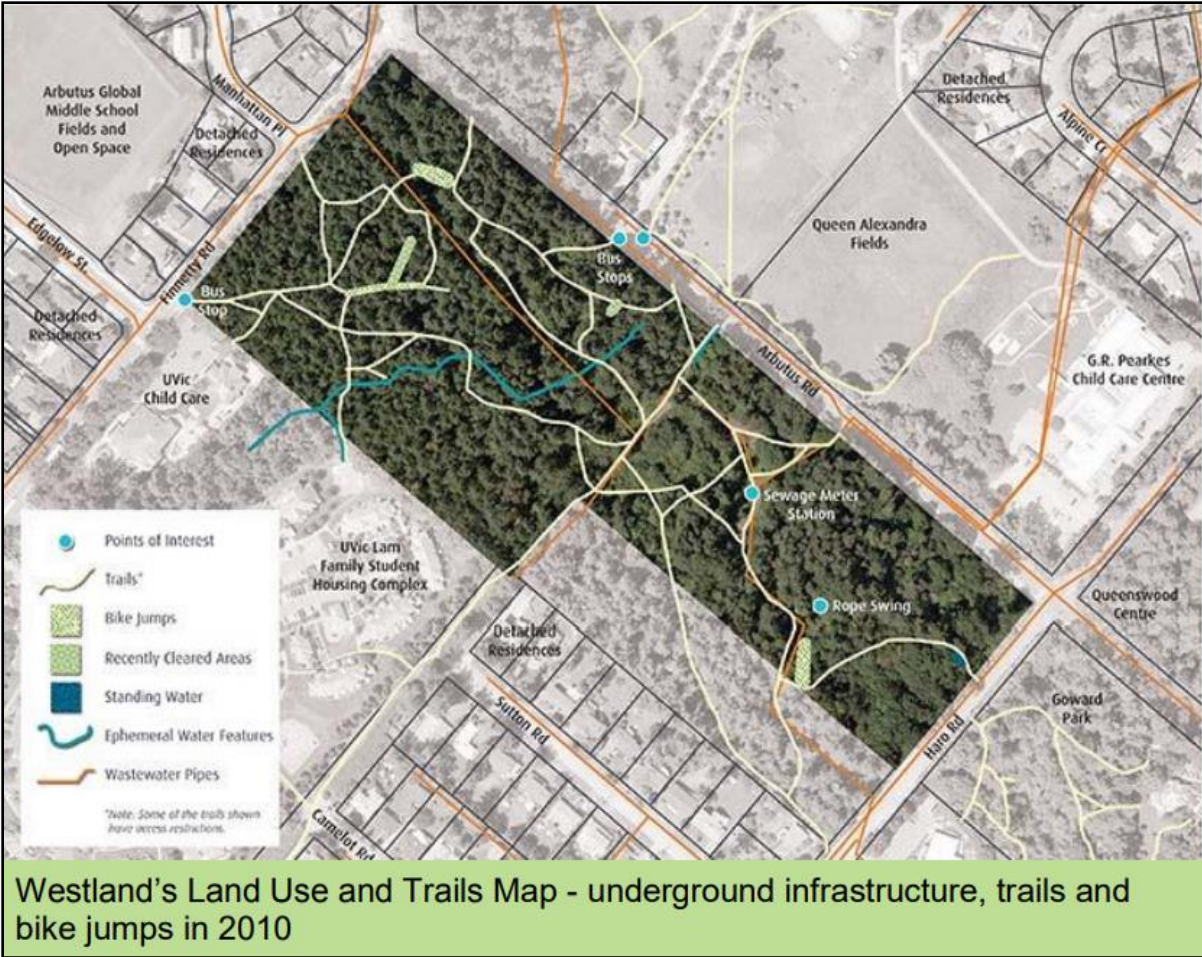 Arbutus Global
Middle School
Fields and
Open Space
Manhattan Pl
Detached
Residences
Detached
Residences
Alpine Cr
Edgelow St.
Finnerty Rd
Queen Alexandra
Fields
Bus
Stops
Bus
Stop
Detached
Residences
UVic
Child Care
Arbutus Rd
G.R. Pearkes
Child Care Centre
Sewage Meter
Station
UVic Lam
Family Student
Housing Complex
Rope Swing
Queenswood
Centre
Detached
Residences
Sutton Rd
Haro Rd
Goward
Park
Camelot Rd
Points of Interest
Trails*
Bike Jumps
Recently Cleared Areas
Standing Water
Ephemeral Water Features
Wastewater Pipes
*Note: Some of the trails shown
have access restrictions.
Westland’s Land Use and Trails Map - underground infrastructure, trails and
bike jumps in 2010